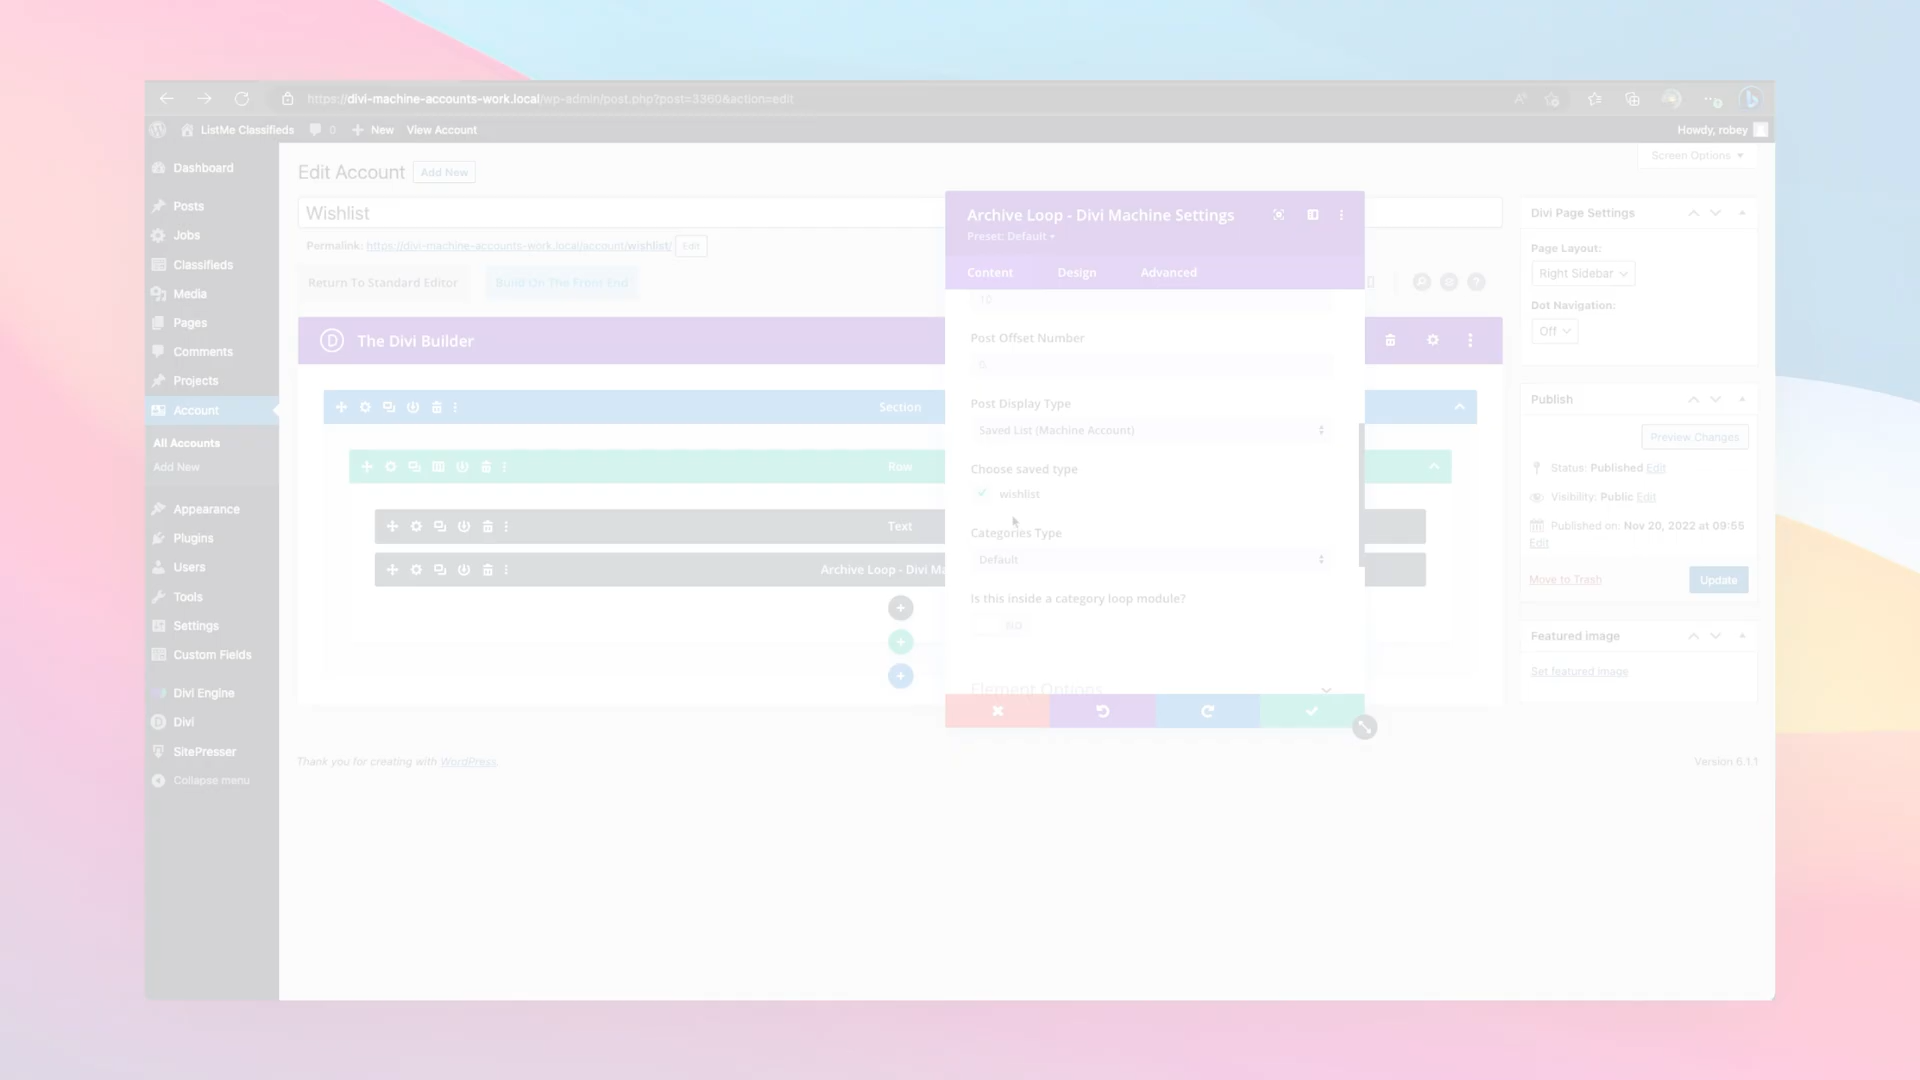 https://divi-machine-accounts-work.local/wp-admin/post.php?post=3360&action=edit
ListMe Classifieds 0 New View Account Howdy, robey
Screen Options
Dashboard
Posts
Jobs
Classifieds
Media
Pages
Comments
Projects
Account
All Accounts
Add New
Appearance
Plugins
Users
Tools
Settings
Custom Fields
Divi Engine
Divi
SitePresser
Collapse menu
Edit Account Add New
Wishlist
Permalink: https://divi-machine-accounts-work.local/account/wishlist/ Edit
Return To Standard Editor Build On The Front End
The Divi Builder
Section
Row
Text
Archive Loop - Divi Ma
Thank you for creating with WordPress.
Version 6.1.1
Archive Loop - Divi Machine Settings
Preset: Default
Content Design Advanced
10
Post Offset Number
0
Post Display Type
Saved List (Machine Account)
Choose saved type
wishlist
Categories Type
Default
Is this inside a category loop module?
NO
Element Options
Divi Page Settings
Page Layout:
Right Sidebar
Dot Navigation:
Off
Publish
Preview Changes
Status: Published Edit
Visibility: Public Edit
Published on: Nov 20, 2022 at 09:55
Edit
Move to Trash Update
Featured image
Set featured image